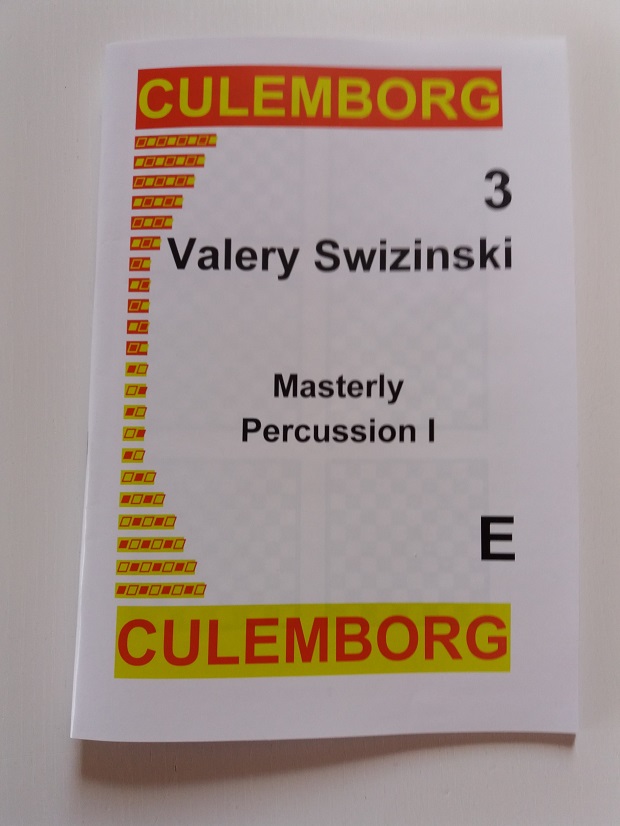 CULEMBORG
3
Valery Swizinski
Masterly
Percussion I
E
CULEMBORG